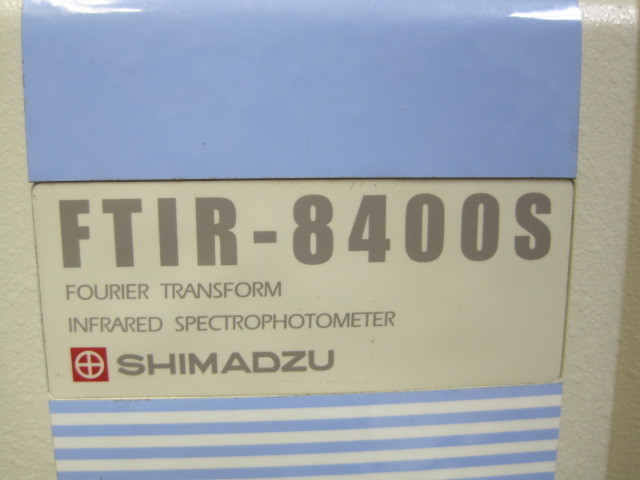 FTIR-8400S
FOURIER TRANSFORM
INFRARED SPECTROPHOTOMETER
SHIMADZU